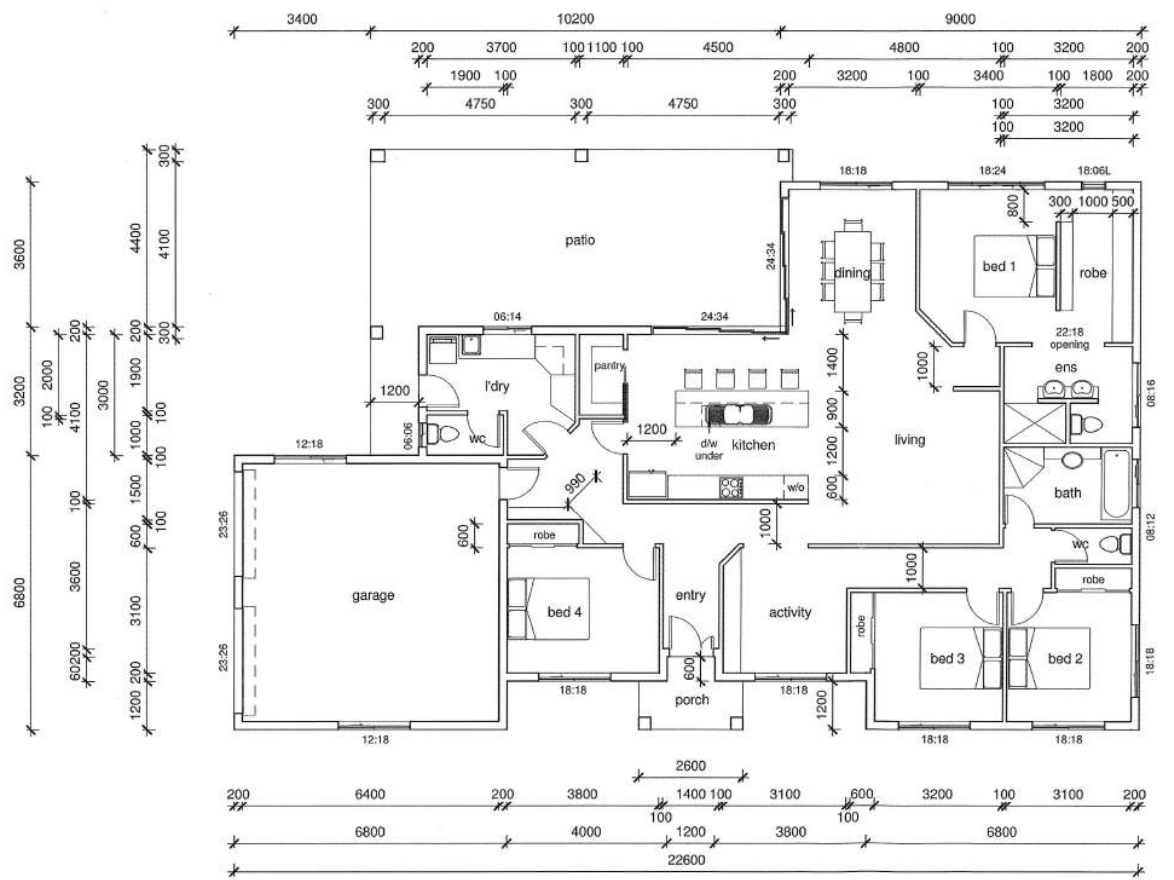 3400 10200 9000
200 3700 100 1100 100 4500 4800 100 3200 200
1900 100 200 3200 100 3400 100 1800 200
300 4750 300 4750 300 100 3200
100 3200
18:18 18:24 18:06L
300 1000 500
800
300
4400 4100
3600
patio
24:34
dining
bed 1
robe
06:14 24:34
22:18
opening
200 200 300
2000 1900 3000
3200 4100 100 100 1000
1200
l'dry
pantry
1400
1000
ens
08:16
900
06:06
wc
1200
d/w
under
kitchen
living
12:18
100
1200
600
w/o
bath
990
23:26
100 1500 100
600
600
robe
1000
08:12
wc
1000
robe
6800
3600 3100
garage
bed 4
entry
activity
robe
bed 3
bed 2
23:26
60200 200
600
18:18
18:18
18:18
porch
1200
1200
12:18
18:18
18:18
2600
200 6400 200 3800 100 1400 100 3100 100 600 3200 100 3100 200
6800 4000 1200 3800 6800
22600